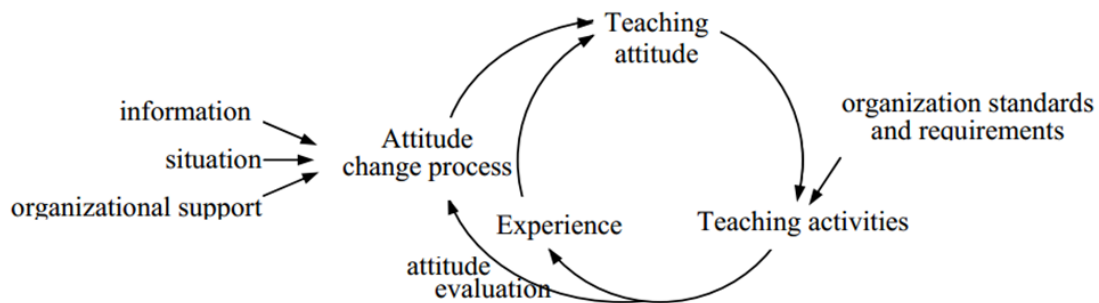 Teaching
attitude
information
organization standards
and requirements
Attitude
change process
situation
organizational support
Experience
Teaching activities
attitude
evaluation